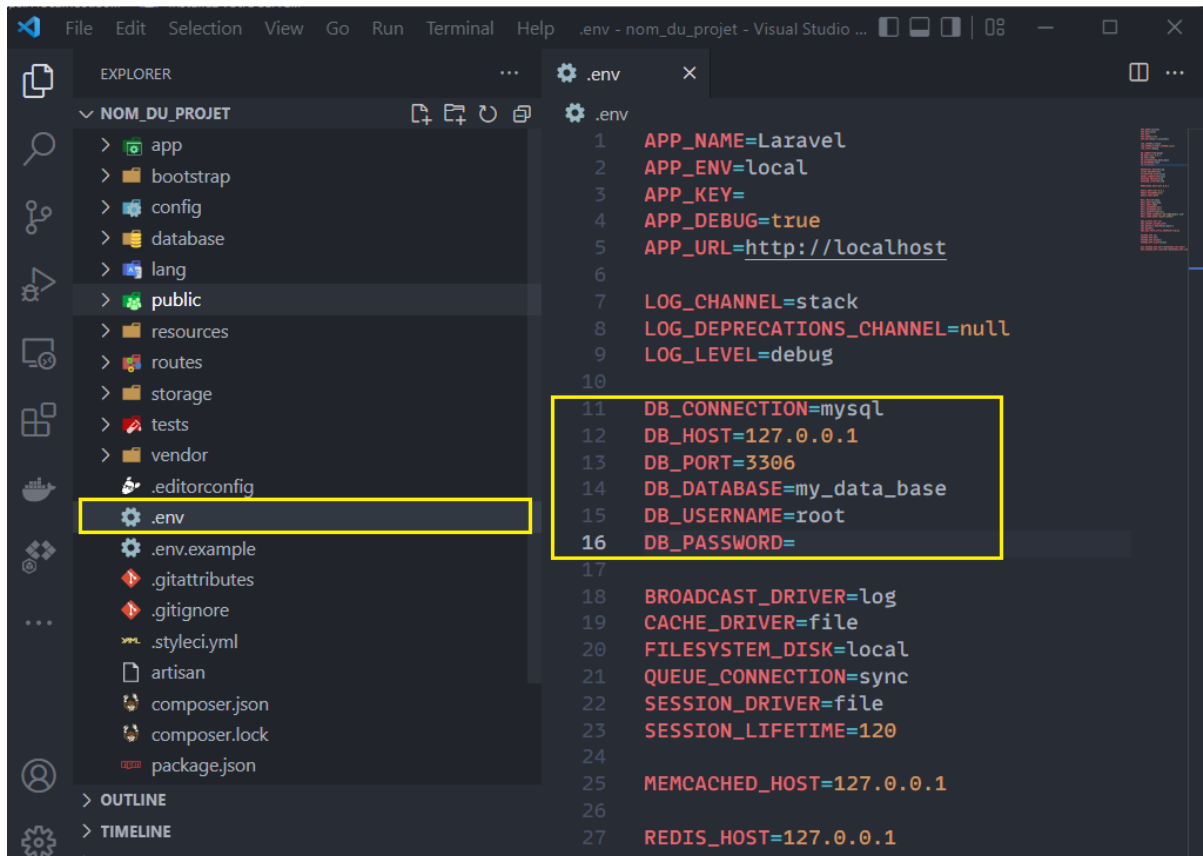 File Edit Selection View Go Run Terminal Help .env - nom_du_projet - Visual Studio ...
EXPLORER
NOM_DU_PROJET
app
bootstrap
config
database
lang
public
resources
routes
storage
tests
vendor
.editorconfig
.env
.env.example
.gitattributes
.gitignore
.styleci.yml
artisan
composer.json
composer.lock
package.json
OUTLINE
TIMELINE
.env
.env
1 APP_NAME=Laravel
2 APP_ENV=local
3 APP_KEY=
4 APP_DEBUG=true
5 APP_URL=http://localhost
6
7 LOG_CHANNEL=stack
8 LOG_DEPRECATIONS_CHANNEL=null
9 LOG_LEVEL=debug
10
11 DB_CONNECTION=mysql
12 DB_HOST=127.0.0.1
13 DB_PORT=3306
14 DB_DATABASE=my_data_base
15 DB_USERNAME=root
16 DB_PASSWORD=
17
18 BROADCAST_DRIVER=log
19 CACHE_DRIVER=file
20 FILESYSTEM_DISK=local
21 QUEUE_CONNECTION=sync
22 SESSION_DRIVER=file
23 SESSION_LIFETIME=120
24
25 MEMCACHED_HOST=127.0.0.1
26
27 REDIS_HOST=127.0.0.1